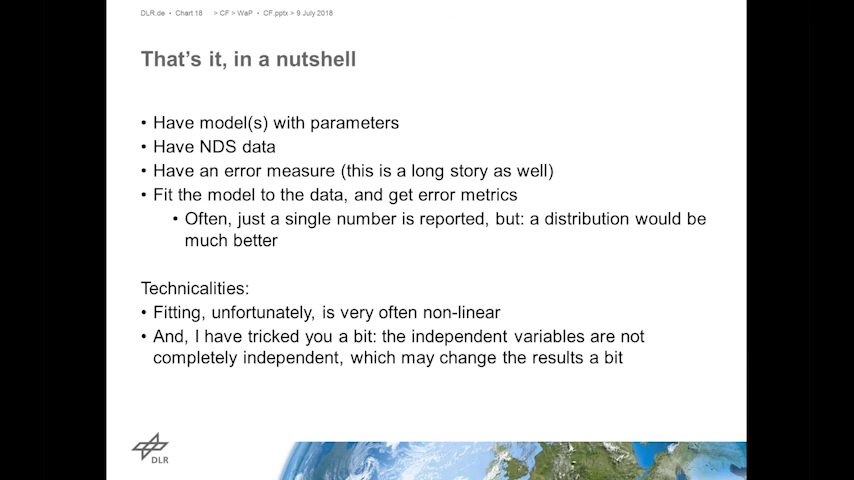 DLR.de • Chart 18 > CF > WaP • CF.pptx > 9 July 2018
That's it, in a nutshell
• Have model(s) with parameters
• Have NDS data
• Have an error measure (this is a long story as well)
• Fit the model to the data, and get error metrics
• Often, just a single number is reported, but: a distribution would be
much better
Technicalities:
• Fitting, unfortunately, is very often non-linear
• And, I have tricked you a bit: the independent variables are not
completely independent, which may change the results a bit
DLR